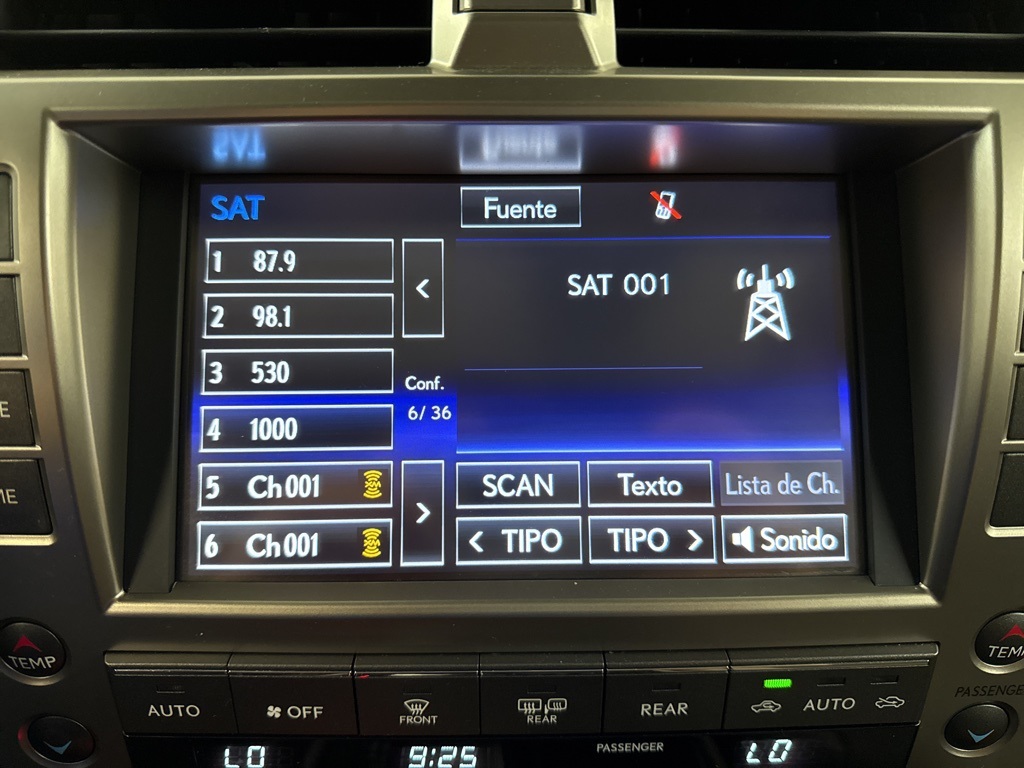 SAT
Fuente
1 87.9
<
SAT 001
2 98.1
3 530
Conf.
6/36
4 1000
5 Ch001
>
SCAN
Texto
Lista de Ch.
6 Ch001
< TIPO
TIPO >
Sonido
TEMP
TEMP
AUTO
OFF
FRONT
REAR
REAR
AUTO
PASSENGER
LO
9:25
PASSENGER
LO